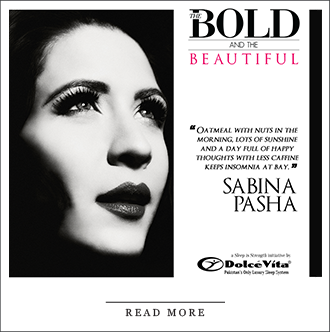 THE
BOLD
AND THE
BEAUTIFUL
"OATMEAL WITH NUTS IN THE
MORNING, LOTS OF SUNSHINE
AND A DAY FULL OF HAPPY
THOUGHTS WITH LESS CAFFINE
KEEPS INSOMNIA AT BAY."
SABINA
PASHA
a Sleep is Strength initiative by
DolcéVita®
Pakistan's Only Luxury Sleep System
READ MORE